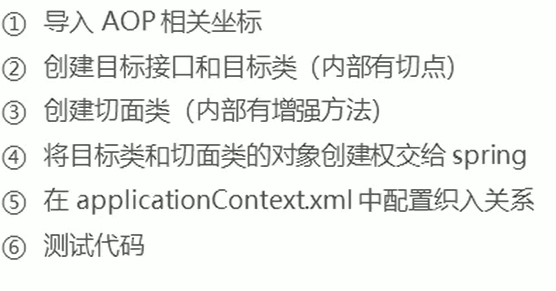 ① 导入 AOP 相关坐标
② 创建目标接口和目标类（内部有切点）
③ 创建切面类（内部有增强方法）
④ 将目标类和切面类的对象创建权交给 spring
⑤ 在 applicationContext.xml 中配置织入关系
⑥ 测试代码